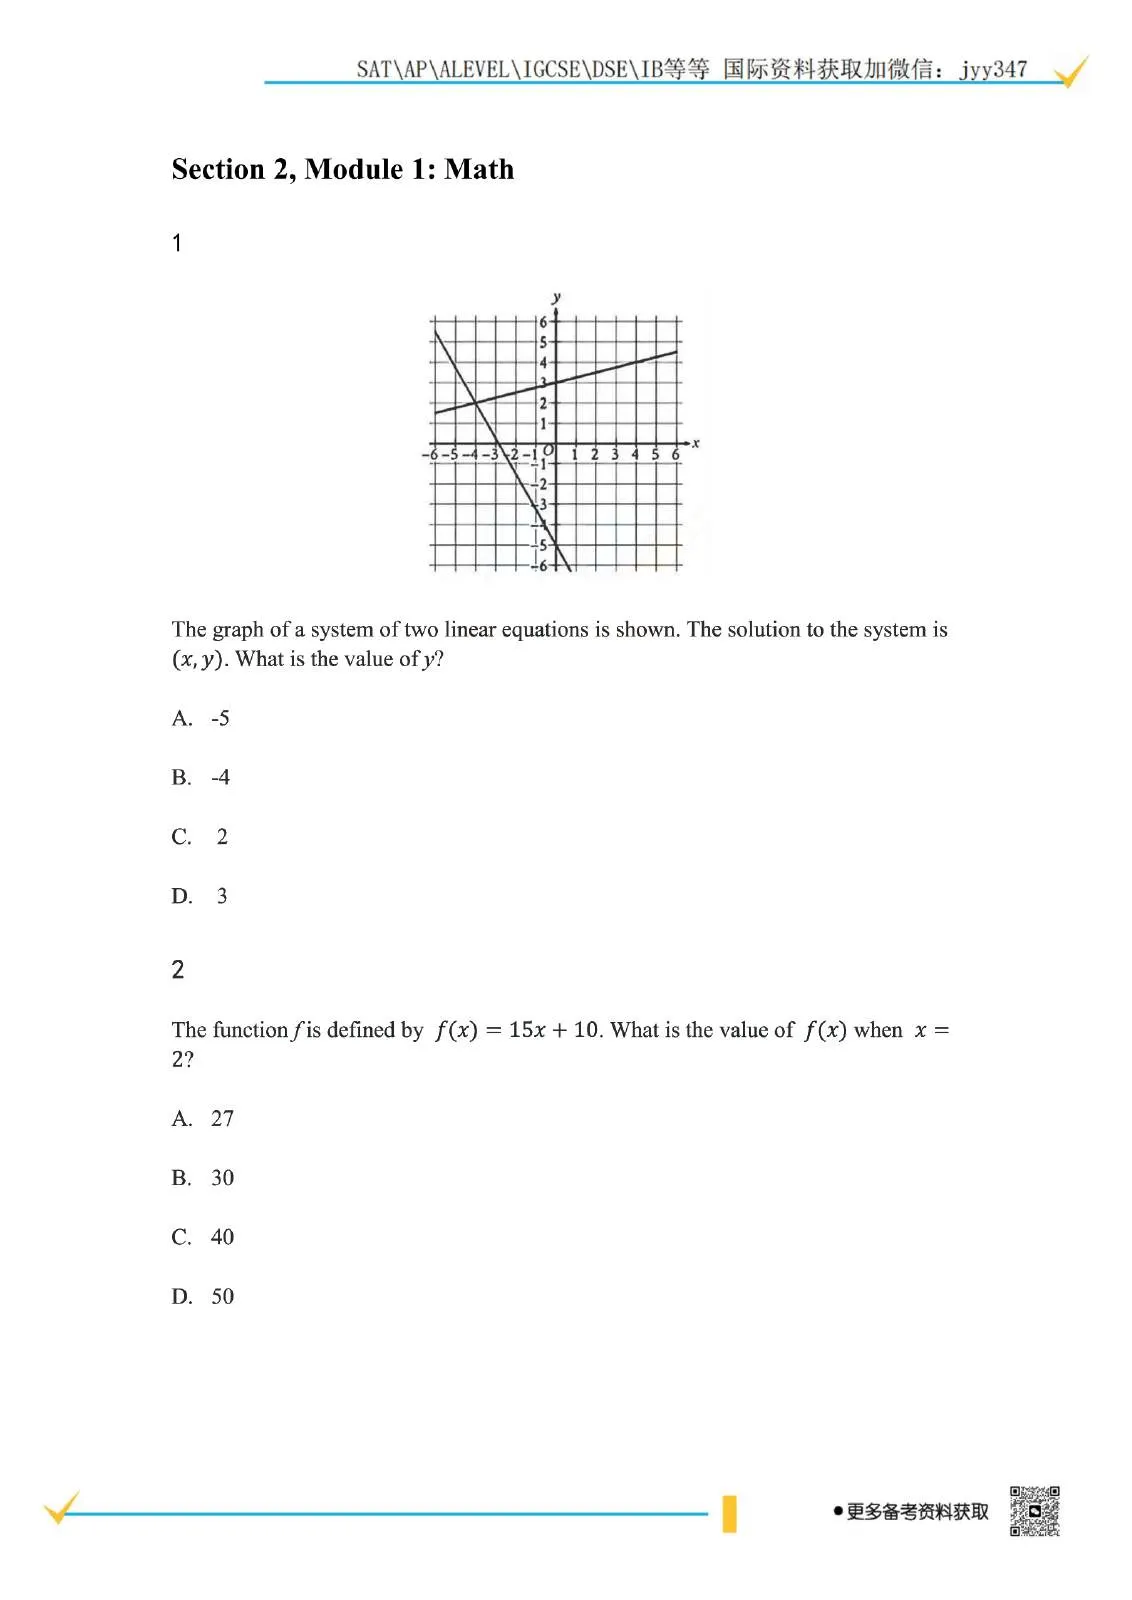 SAT\AP\ALEVEL\IGCSE\DSE\IB等等 国际资料获取加微信：jyy347
Section 2, Module 1: Math
1
y
6
5
4
3
2
1
-6 -5 -4 -3 -2 -1 O 1 2 3 4 5 6 x
-1
-2
-3
-4
-5
-6
The graph of a system of two linear equations is shown. The solution to the system is
(x, y). What is the value of y?
A. -5
B. -4
C. 2
D. 3
2
The function f is defined by f(x) = 15x + 10. What is the value of f(x) when x =
2?
A. 27
B. 30
C. 40
D. 50
●更多备考资料获取